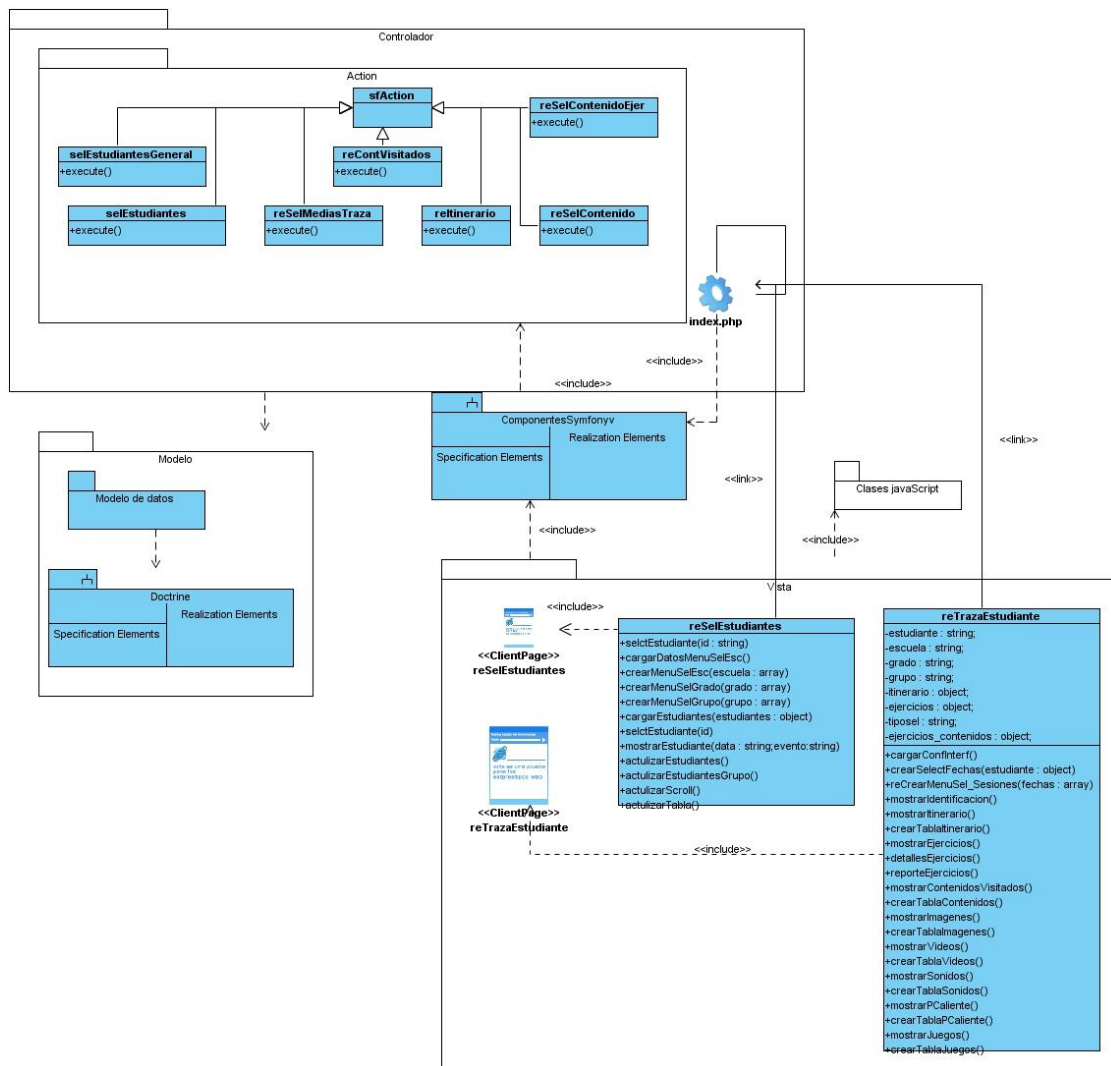 Controlador
Action
sfAction
reSelContenidoEjer
+execute()
selEstudiantesGeneral
+execute()
reContVisitados
+execute()
selEstudiantes
+execute()
reSelMediasTraza
+execute()
reItinerario
+execute()
reSelContenido
+execute()
index.php
<<include>>
<<include>>
ComponentesSymfonyv
Realization Elements
Specification Elements
<<link>>
<<link>>
Modelo
Modelo de datos
Doctrine
Realization Elements
Specification Elements
Clases javaScript
<<include>>
<<include>>
Vista
<<include>>
<<ClientPage>>
reSelEstudiantes
reSelEstudiantes
+selctEstudiante(id : string)
+cargarDatosMenuSelEsc()
+crearMenuSelEsc(escuela : array)
+crearMenuSelGrado(grado : array)
+crearMenuSelGrupo(grupo : array)
+cargarEstudiantes(estudiantes : object)
+selctEstudiante(id)
+mostrarEstudiante(data : string;evento:string)
+actulizarEstudiantes()
+actulizarEstudiantesGrupo()
+actulizarScroll()
+actulizarTabla()
<<ClientPage>>
reTrazaEstudiante
<<include>>
reTrazaEstudiante
-estudiante : string;
-escuela : string;
-grado : string;
-grupo : string;
-itinerario : object;
-ejercicios : object;
-tiposel : string;
-ejercicios_contenidos : object;
+cargarConfInterf()
+crearSelectFechas(estudiante : object)
+reCrearMenuSel_Sesiones(fechas : array)
+mostrarIdentificacion()
+mostrarItinerario()
+crearTablaItinerario()
+mostrarEjercicios()
+detallesEjercicios()
+reporteEjercicios()
+mostrarContenidosVisitados()
+crearTablaContenidos()
+mostrarImagenes()
+crearTablaImagenes()
+mostrarVideos()
+crearTablaVideos()
+mostrarSonidos()
+crearTablaSonidos()
+mostrarPCaliente()
+crearTablaPCaliente()
+mostrarJuegos()
+crearTablaJuegos()